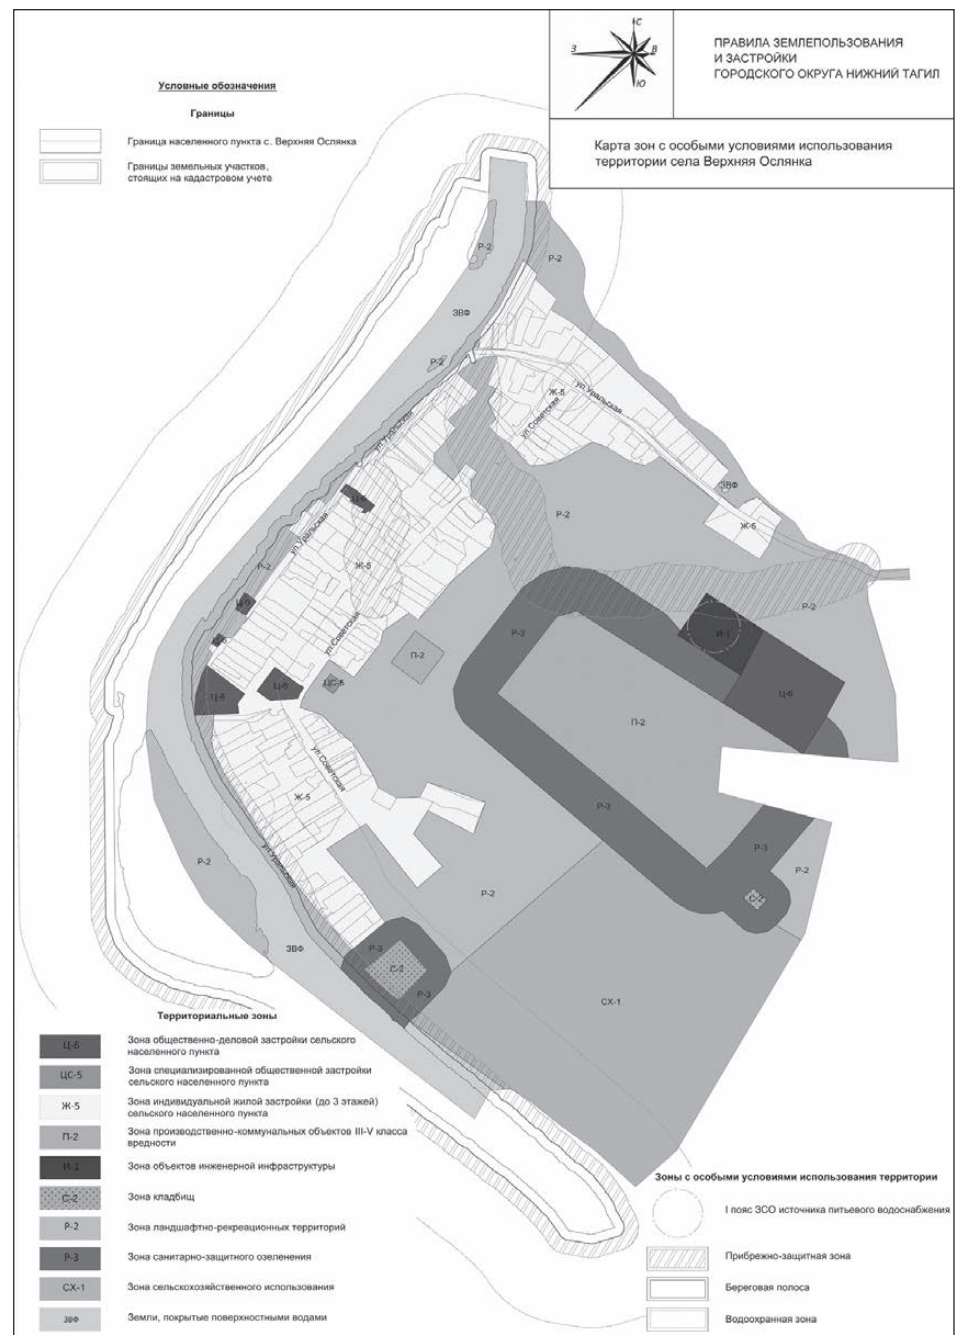 ПРАВИЛА ЗЕМЛЕПОЛЬЗОВАНИЯ
И ЗАСТРОЙКИ
ГОРОДСКОГО ОКРУГА НИЖНИЙ ТАГИЛ
С
З
В
Ю
Карта зон с особыми условиями использования
территории села Верхняя Ослянка
Условные обозначения
Границы
Граница населенного пункта с. Верхняя Ослянка
Границы земельных участков,
стоящих на кадастровом учете
Р-2
Р-2
ЗВФ
Р-2
Ж-5
ул.Уральская
ул.Советская
ул.Уральская
ЗВФ
Ц-6
Р-2
Ж-5
ул.Уральская
Ж-5
Р-2
Ц-6
Р-2
Р-3
И-1
ул.Советская
П-2
Ц-6
Ц-6
ЦС-5
Ц-6
П-2
ул.Советская
Ж-5
Р-3
ул.Уральская
Р-3
Р-2
Р-2
Р-2
С-2
ЗВФ
Р-3
С-2
Р-3
СХ-1
Территориальные зоны
Ц-6
Зона общественно-деловой застройки сельского
населенного пункта
ЦС-5
Зона специализированной общественной застройки
сельского населенного пункта
Ж-5
Зона индивидуальной жилой застройки (до 3 этажей)
сельского населенного пункта
П-2
Зона производственно-коммунальных объектов III-V класса
вредности
И-1
Зона объектов инженерной инфраструктуры
С-2
Зона кладбищ
Р-2
Зона ландшафтно-рекреационных территорий
Р-3
Зона санитарно-защитного озеленения
СХ-1
Зона сельскохозяйственного использования
ЗВФ
Земли, покрытые поверхностными водами
Зоны с особыми условиями использования территории
I пояс ЗСО источника питьевого водоснабжения
Прибрежно-защитная зона
Береговая полоса
Водоохранная зона